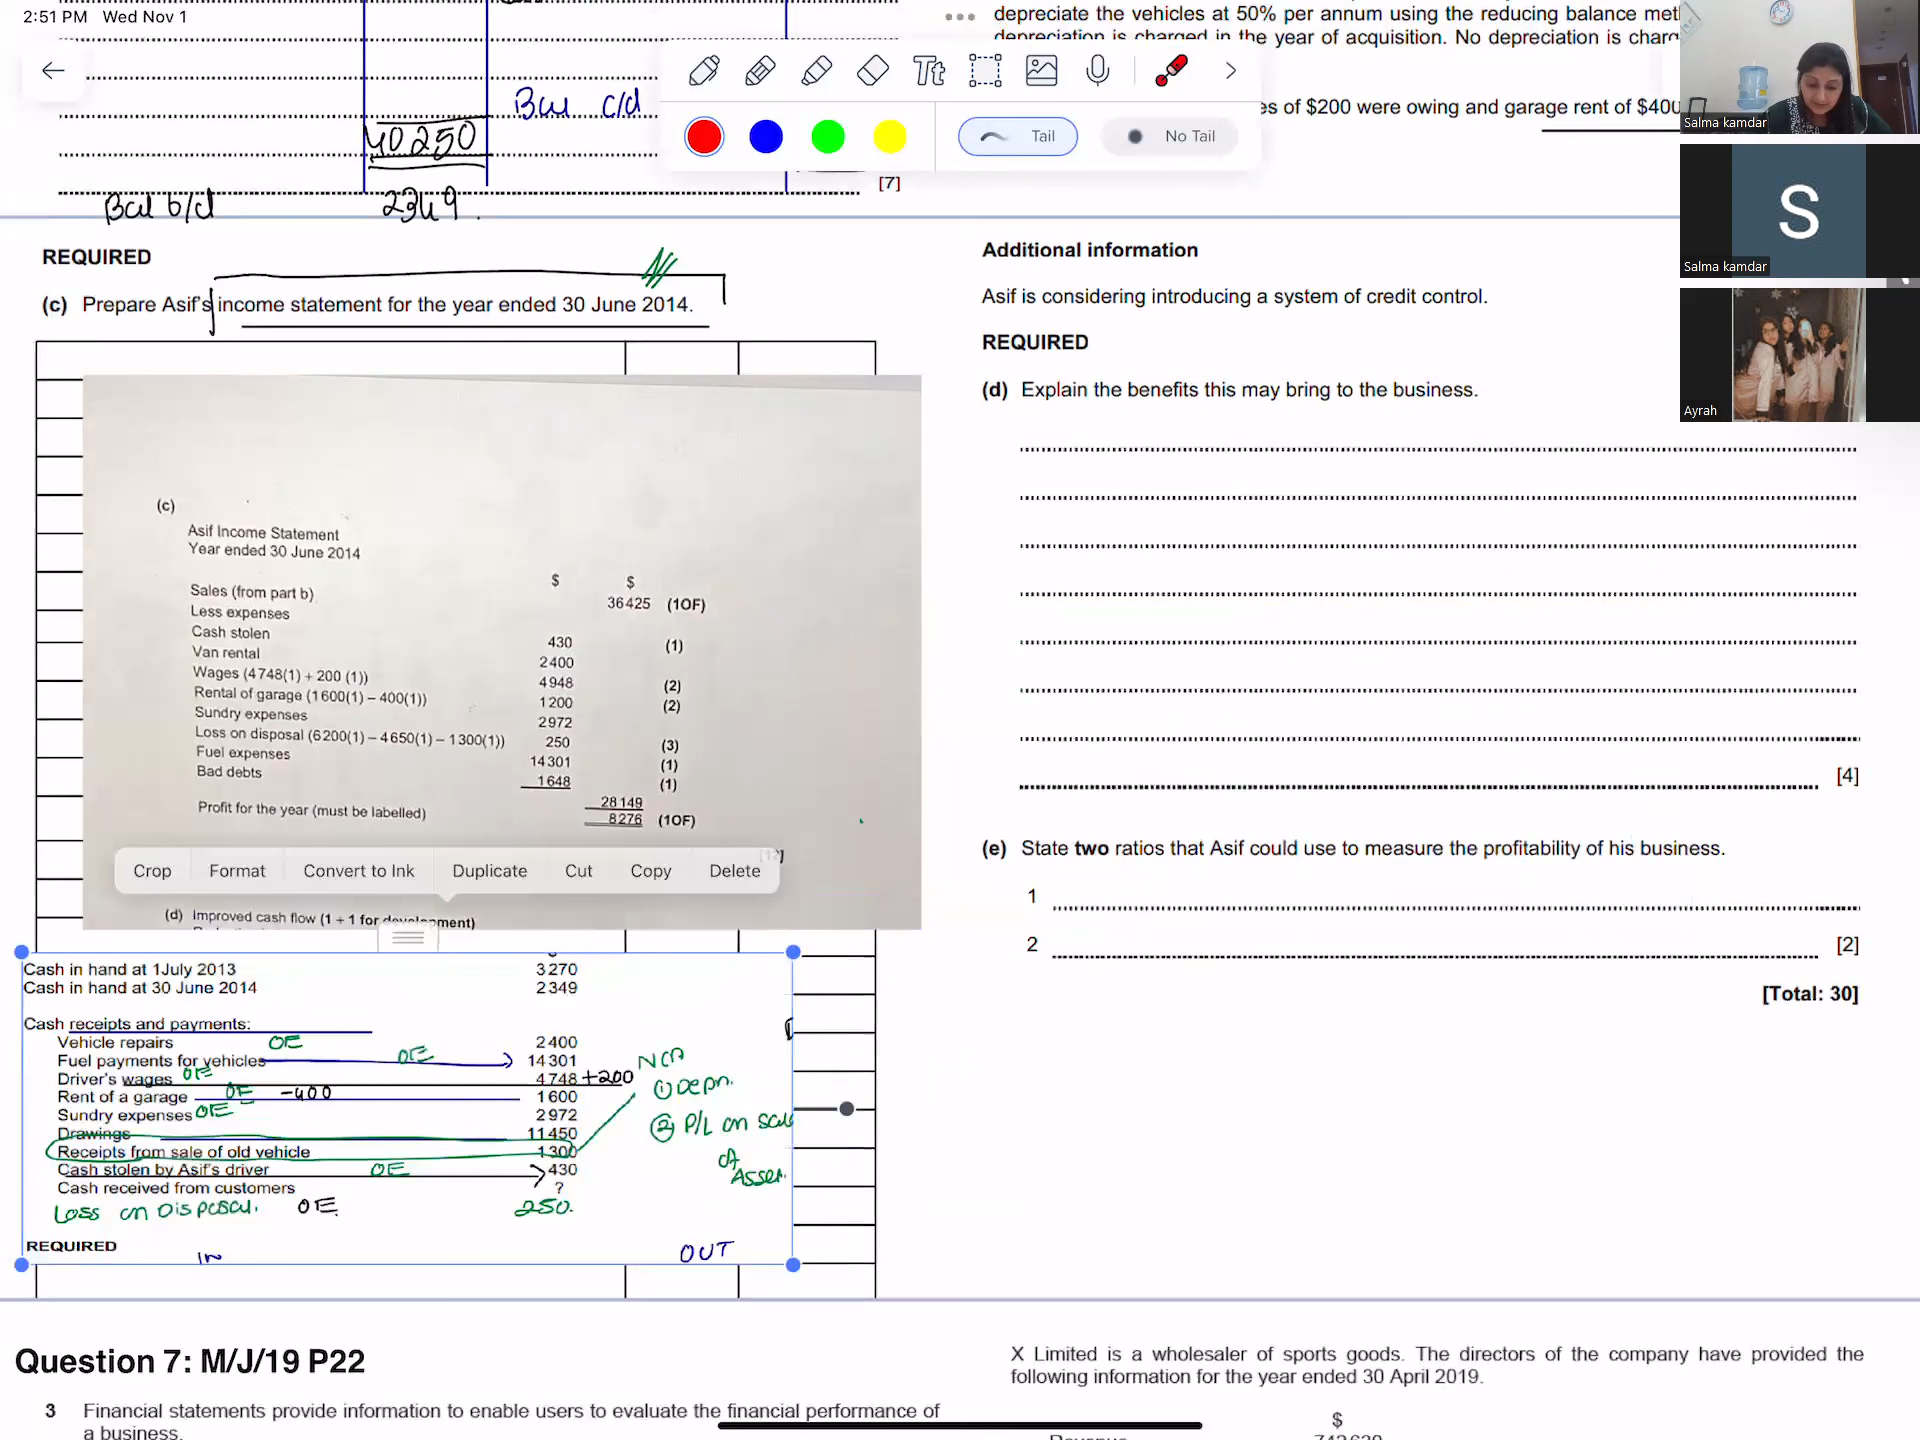 2:51 PM Wed Nov 1
depreciate the vehicles at 50% per annum using the reducing balance
depreciation is charged in the year of acquisition. No depreciation is
Bal c/d
Tt
es of $200 were owing and garage rent of
Tail
No Tail
40250
[7]
Bal b/d 2349.
Salma kamdar
S
Salma kamdar
Ayrah
REQUIRED
(c) Prepare Asif's income statement for the year ended 30 June 2014.
(c)
Asif Income Statement
Year ended 30 June 2014
$ $
Sales (from part b) 36425 (1OF)
Less expenses
Cash stolen 430 (1)
Van rental 2400
Wages (4748(1) + 200 (1)) 4948 (2)
Rental of garage (1600(1) – 400(1)) 1200 (2)
Sundry expenses 2972
Loss on disposal (6200(1) – 4650(1) – 1300(1)) 250 (3)
Fuel expenses 14301 (1)
Bad debts 1648 (1)
28149
Profit for the year (must be labelled) 8276 (1OF)
Crop Format Convert to Ink Duplicate Cut Copy Delete
(d) Improved cash flow (1 + 1 for development)
Cash in hand at 1July 2013 3270
Cash in hand at 30 June 2014 2349
Cash receipts and payments:
Vehicle repairs OE 2400
Fuel payments for vehicles OE 14301
Driver's wages OE 4748 +200
Rent of a garage OE -400 1600
Sundry expenses OE 2972
Drawings 11450
Receipts from sale of old vehicle 1300
Cash stolen by Asif's driver OE 430
Cash received from customers ?
Loss on Disposal. OE. 250.
NCA
① Depn.
② P/L on Sale
of
Asset.
REQUIRED
IN OUT
Additional information
Asif is considering introducing a system of credit control.
REQUIRED
(d) Explain the benefits this may bring to the business.
[4]
(e) State two ratios that Asif could use to measure the profitability of his business.
1
2 [2]
[Total: 30]
Question 7: M/J/19 P22
3 Financial statements provide information to enable users to evaluate the financial performance of
a business.
X Limited is a wholesaler of sports goods. The directors of the company have provided the
following information for the year ended 30 April 2019.
$